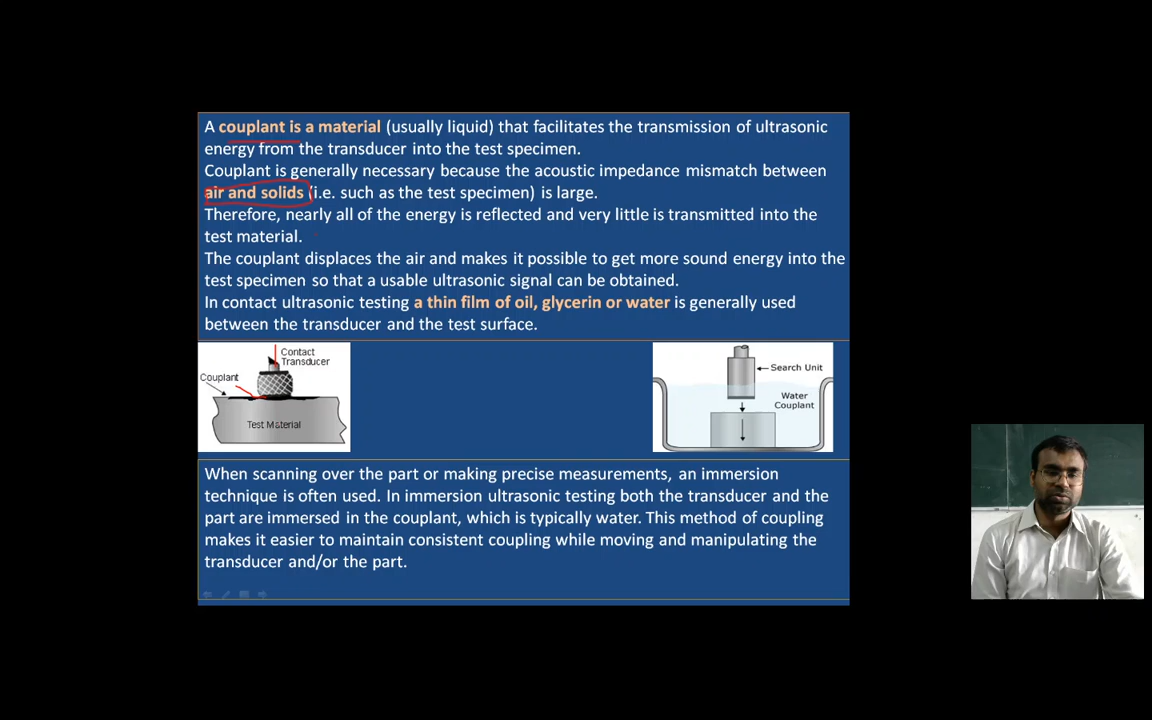 A couplant is a material (usually liquid) that facilitates the transmission of ultrasonic
energy from the transducer into the test specimen.
Couplant is generally necessary because the acoustic impedance mismatch between
air and solids (i.e. such as the test specimen) is large.
Therefore, nearly all of the energy is reflected and very little is transmitted into the
test material.
The couplant displaces the air and makes it possible to get more sound energy into the
test specimen so that a usable ultrasonic signal can be obtained.
In contact ultrasonic testing a thin film of oil, glycerin or water is generally used
between the transducer and the test surface.
Contact
Transducer
Couplant
Test Material
Search Unit
Water
Couplant
When scanning over the part or making precise measurements, an immersion
technique is often used. In immersion ultrasonic testing both the transducer and the
part are immersed in the couplant, which is typically water. This method of coupling
makes it easier to maintain consistent coupling while moving and manipulating the
transducer and/or the part.